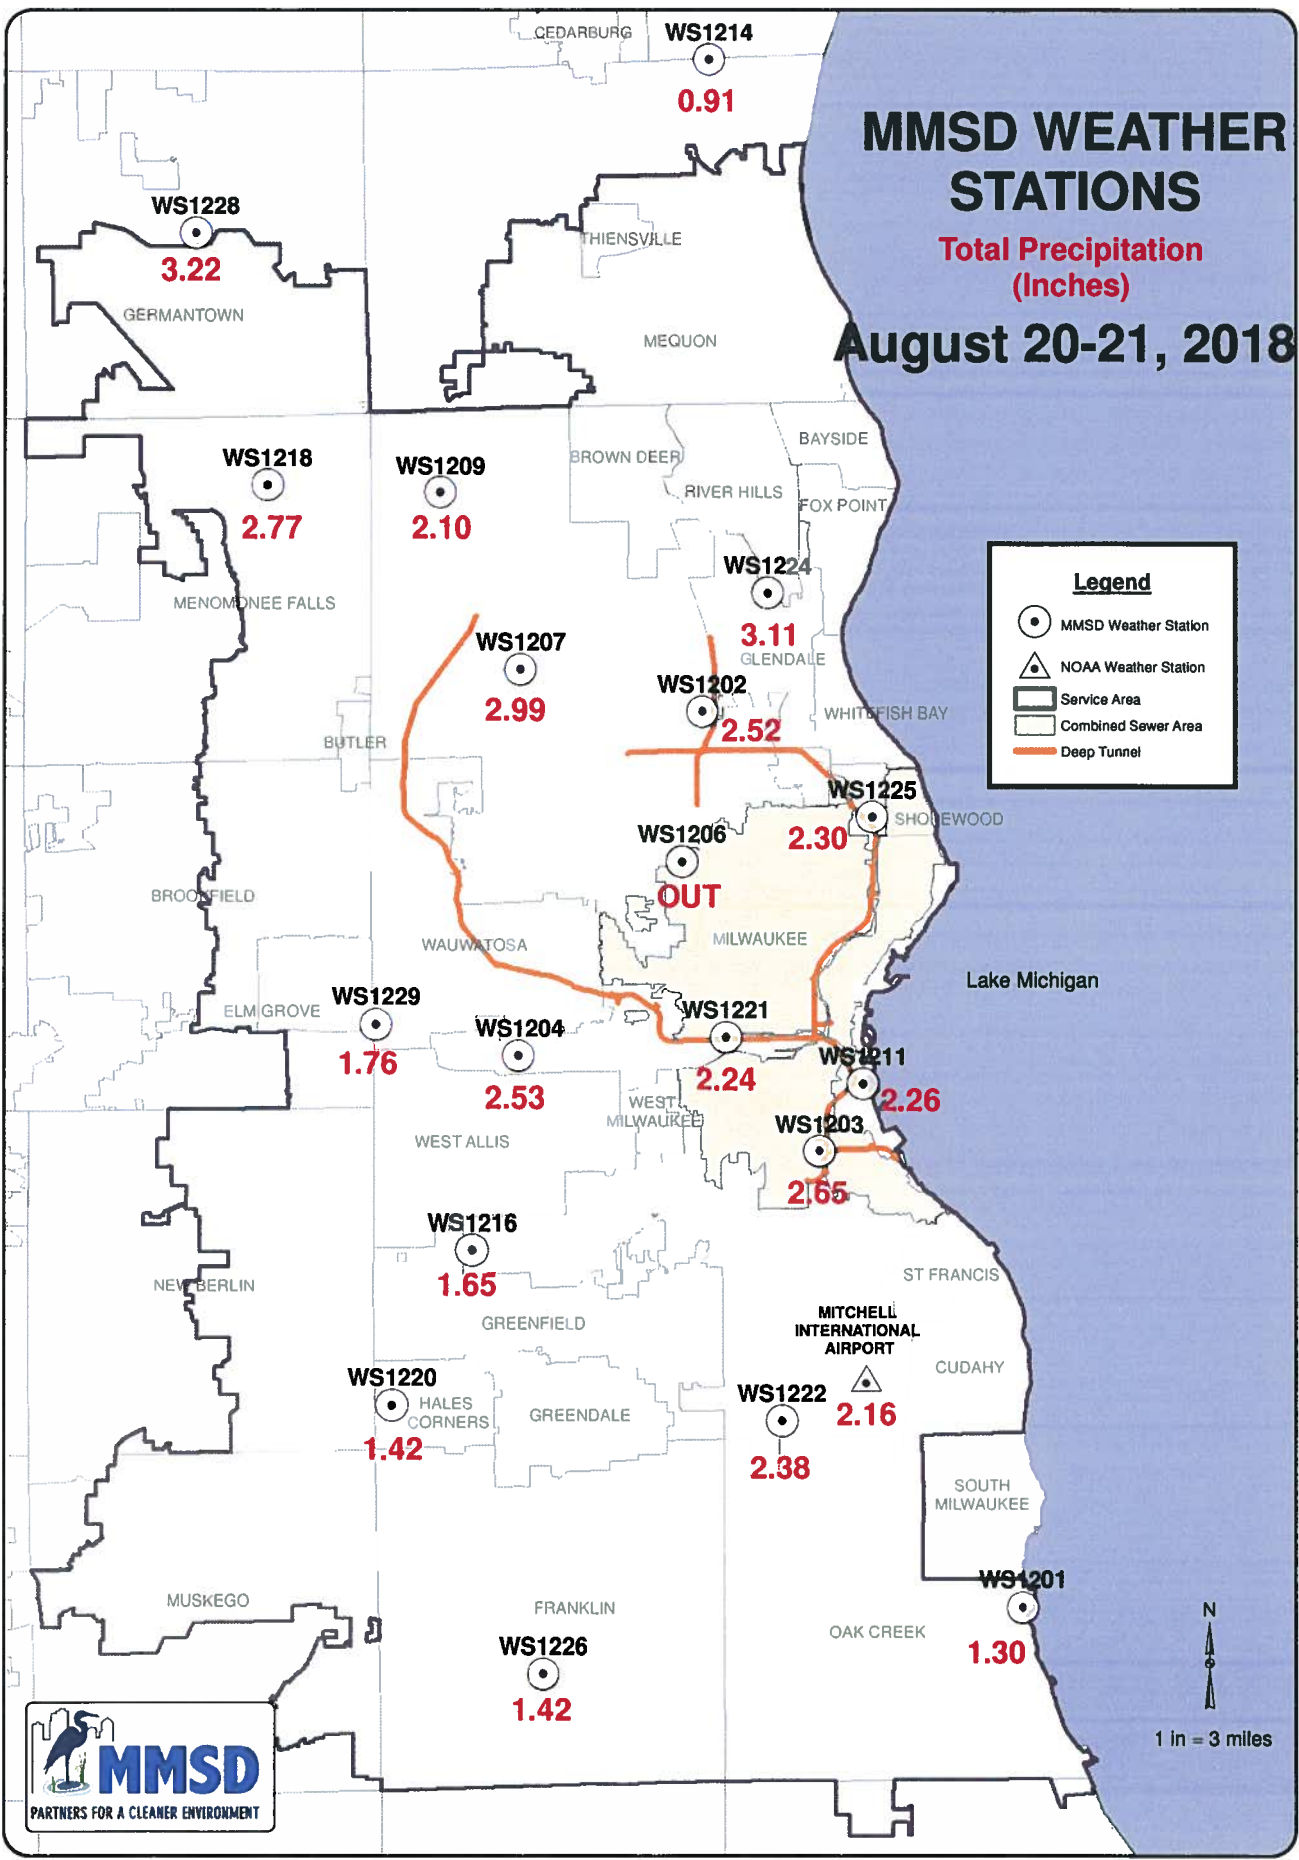 CEDARBURG
WS1214
0.91
MMSD WEATHER
STATIONS
Total Precipitation
(Inches)
August 20-21, 2018
WS1228
3.22
THIENSVILLE
GERMANTOWN
MEQUON
BAYSIDE
WS1218
2.77
WS1209
2.10
BROWN DEER
RIVER HILLS
FOX POINT
WS1224
3.11
GLENDALE
Legend
MMSD Weather Station
NOAA Weather Station
Service Area
Combined Sewer Area
Deep Tunnel
MENOMONEE FALLS
WS1207
2.99
WS1202
2.52
WHITEFISH BAY
BUTLER
WS1225
2.30
SHOREWOOD
WS1206
OUT
BROOKFIELD
WAUWATOSA
MILWAUKEE
Lake Michigan
ELM GROVE
WS1229
1.76
WS1204
2.53
WS1221
2.24
WS1211
2.26
WEST
MILWAUKEE
WS1203
2.65
WEST ALLIS
WS1216
1.65
NEW BERLIN
ST FRANCIS
GREENFIELD
MITCHELL
INTERNATIONAL
AIRPORT
2.16
CUDAHY
WS1220
1.42
HALES
CORNERS
GREENDALE
WS1222
2.38
SOUTH
MILWAUKEE
WS1201
1.30
MUSKEGO
FRANKLIN
OAK CREEK
WS1226
1.42
N
1 in = 3 miles
MMSD
PARTNERS FOR A CLEANER ENVIRONMENT